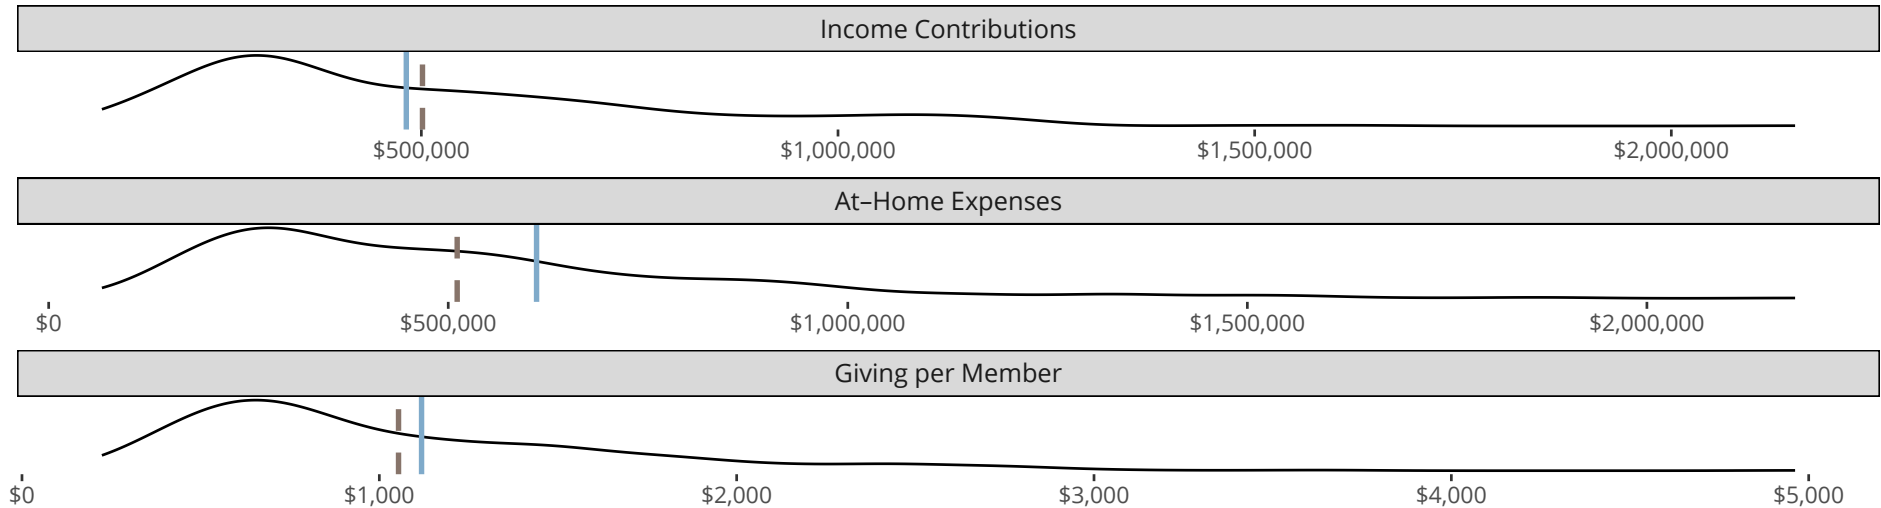 Income Contributions
$500,000 $1,000,000 $1,500,000 $2,000,000
At–Home Expenses
$0 $500,000 $1,000,000 $1,500,000 $2,000,000
Giving per Member
$0 $1,000 $2,000 $3,000 $4,000 $5,000